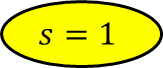 s = 1